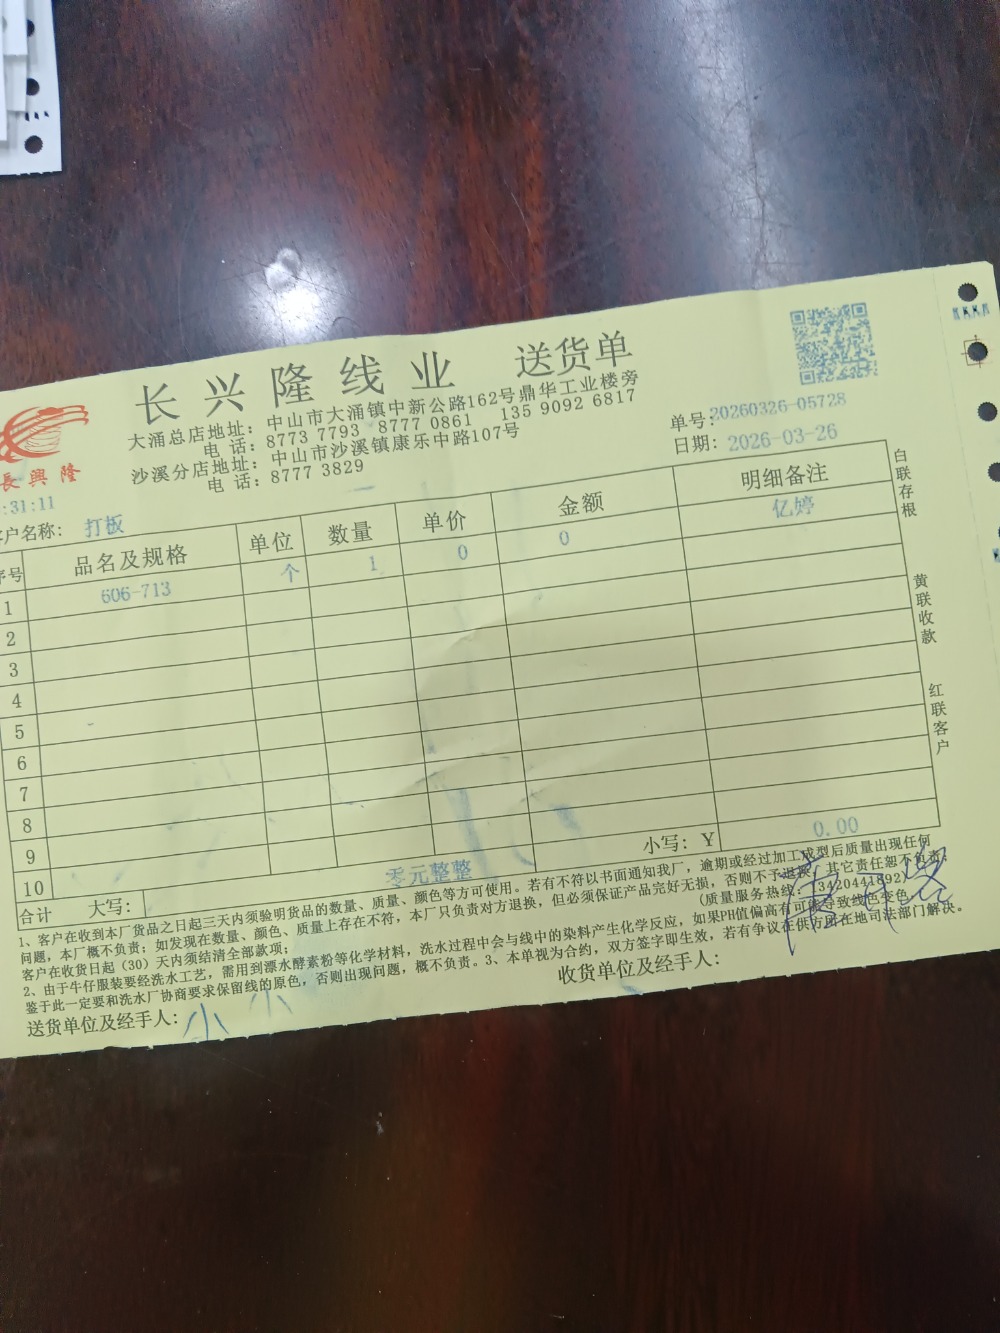 长兴隆线业 送货单
大涌总店地址：中山市大涌镇中新公路162号鼎华工业楼旁
电 话：8773 7793 8777 0861 135 9092 6817
沙溪分店地址：中山市沙溪镇康乐中路107号
电 话：8777 3829
長興隆
单号：20260326-05728
日期：2026-03-26
:31:11
客户名称： 打板
序号 品名及规格 单位 数量 单价 金额 明细备注
1 606-713 个 1 0 0 亿婷
2
3
4
5
6
7
8
9
10
合计 大写： 零元整整 小写：Y 0.00
白联存根
黄联收款
红联客户
1、客户在收到本厂货品之日起三天内须验明货品的数量、质量、颜色等方可使用。若有不符以书面通知我厂，逾期或经过加工成型后质量出现任何
问题，本厂概不负责；如发现在数量、颜色、质量上存在不符，本厂只负责对方退换，但必须保证产品完好无损，否则不予退换，其它责任恕不负责；
客户在收货日起（30）天内须结清全部款项； (质量服务热线：13420441892)
2、由于牛仔服装要经洗水工艺，需用到漂水酵素粉等化学材料，洗水过程中会与线中的染料产生化学反应，如果PH值偏高有可能导致线色变色，
鉴于此一定要和洗水厂协商要求保留线的原色，否则出现问题，概不负责。3、本单视为合约，双方签字即生效，若有争议在供方所在地司法部门解决。
送货单位及经手人：小小 收货单位及经手人：